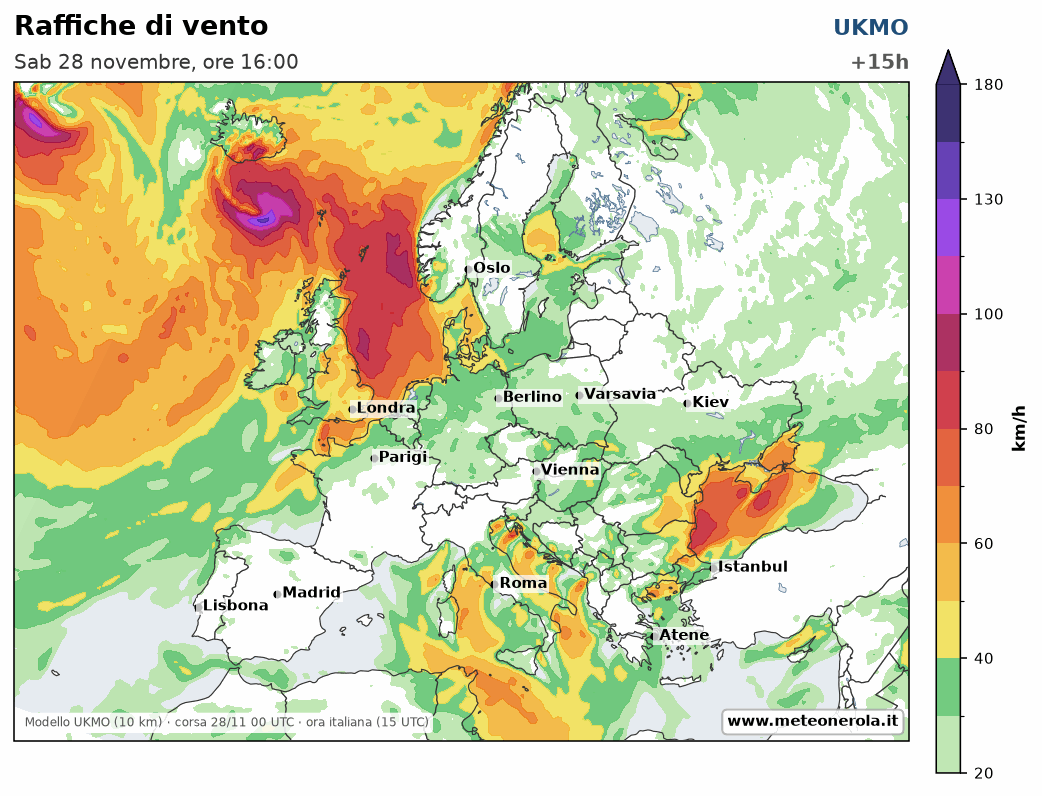 Raffiche di vento
UKMO
Sab 28 novembre, ore 16:00
+15h
180
130
100
80
60
40
20
km/h
Oslo
Berlino
Varsavia
Kiev
Londra
Parigi
Vienna
Istanbul
Roma
Madrid
Lisbona
Atene
Modello UKMO (10 km) · corsa 28/11 00 UTC · ora italiana (15 UTC)
www.meteonerola.it